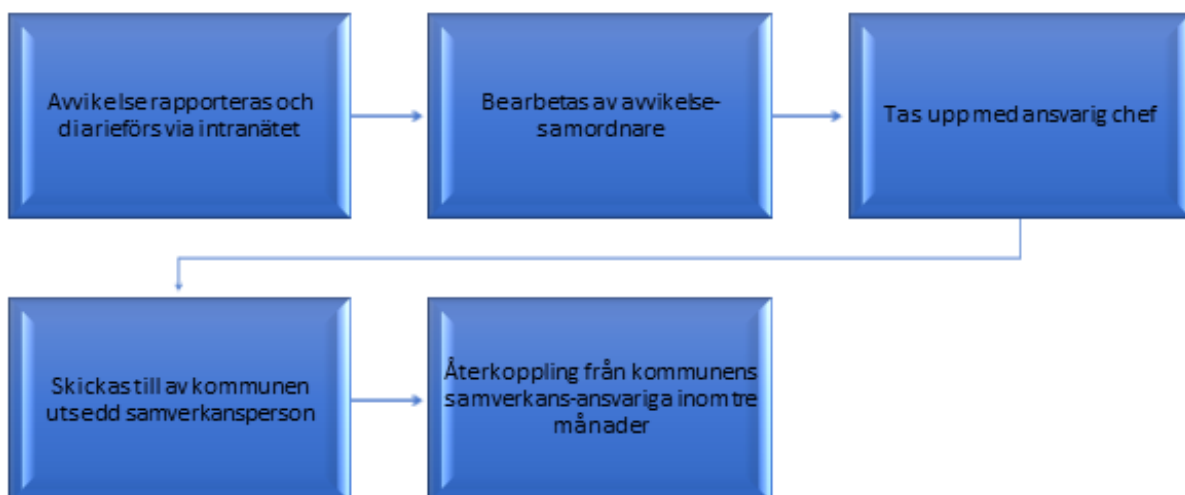 Avvikelse rapporteras och
diarieförs via intranätet
Bearbetas av avvikelse-
samordnare
Tas upp med ansvarig chef
Skickas till av kommunen
utsedd samverkansperson
Återkoppling från kommunens
samverkans-ansvariga inom tre
månader